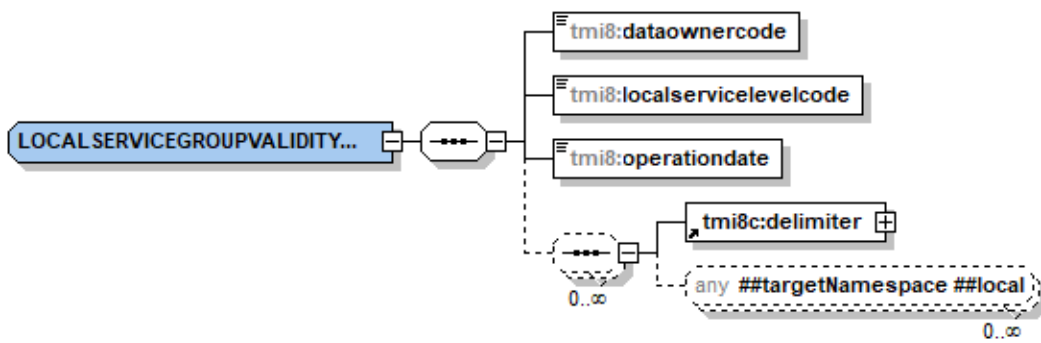 tmi8:dataownercode
tmi8:localservicelevelcode
LOCALSERVICEGROUPVALIDITY...
tmi8:operationdate
tmi8c:delimiter
any ##targetNamespace ##local
0..∞
0..∞